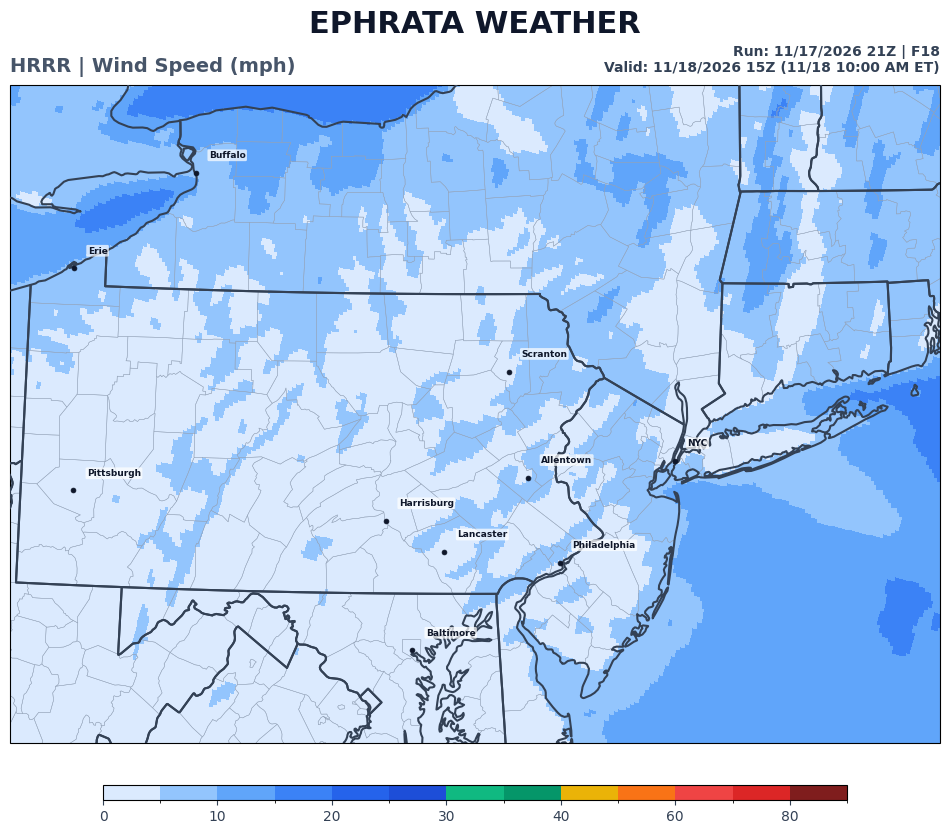 EPHRATA WEATHER
HRRR | Wind Speed (mph)
Run: 11/17/2026 21Z | F18
Valid: 11/18/2026 15Z (11/18 10:00 AM ET)
Buffalo
Erie
Scranton
NYC
Allentown
Pittsburgh
Harrisburg
Lancaster
Philadelphia
Baltimore
0 10 20 30 40 50 60 70 80